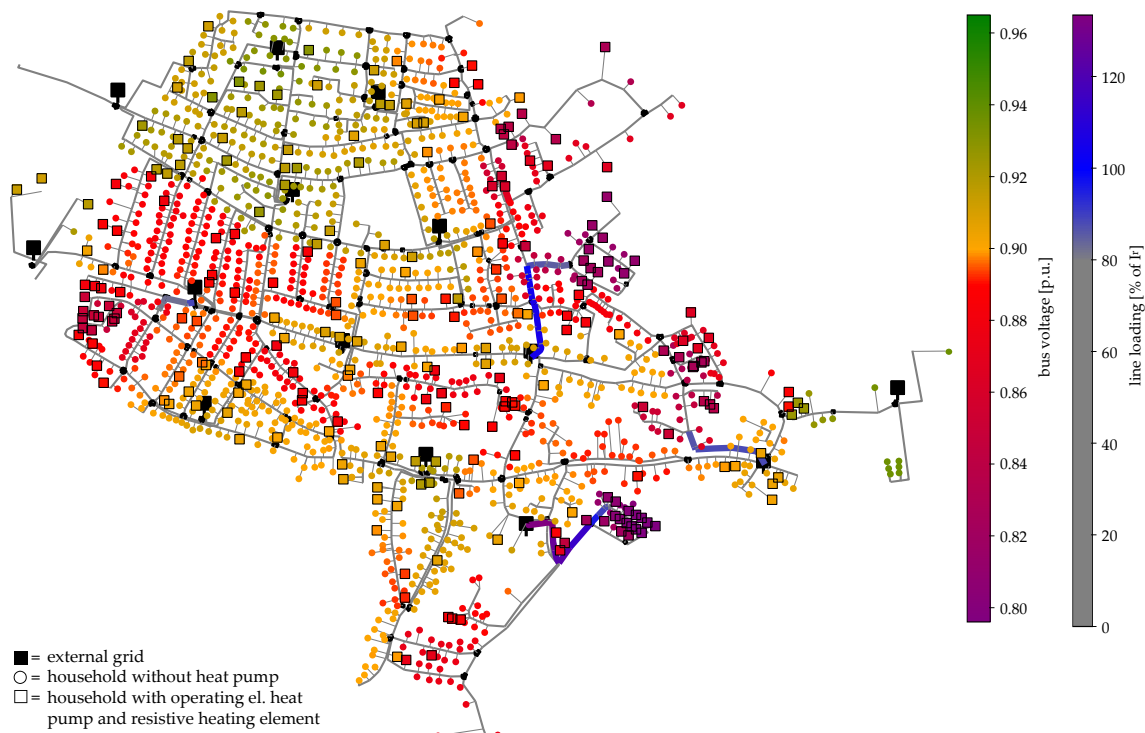 0.96
0.94
0.92
0.90
0.88
0.86
0.84
0.82
0.80
bus voltage [p.u.]
120
100
80
60
40
20
0
line loading [% of Ir]
= external grid
= household without heat pump
= household with operating el. heat
pump and resistive heating element